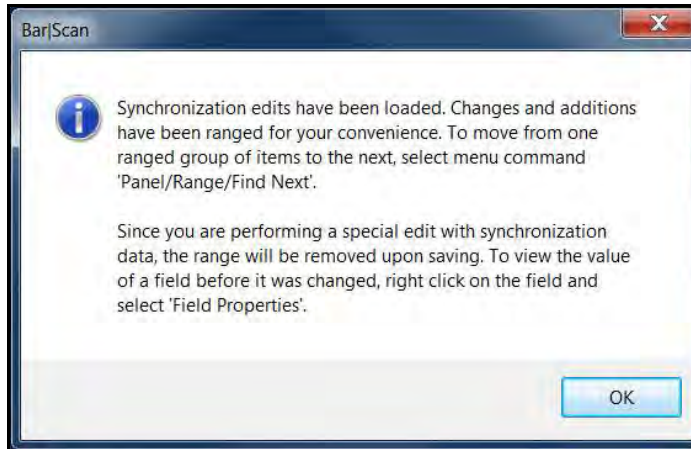 Bar|Scan
Synchronization edits have been loaded. Changes and additions
have been ranged for your convenience. To move from one
ranged group of items to the next, select menu command
'Panel/Range/Find Next'.
Since you are performing a special edit with synchronization
data, the range will be removed upon saving. To view the value
of a field before it was changed, right click on the field and
select 'Field Properties'.
OK